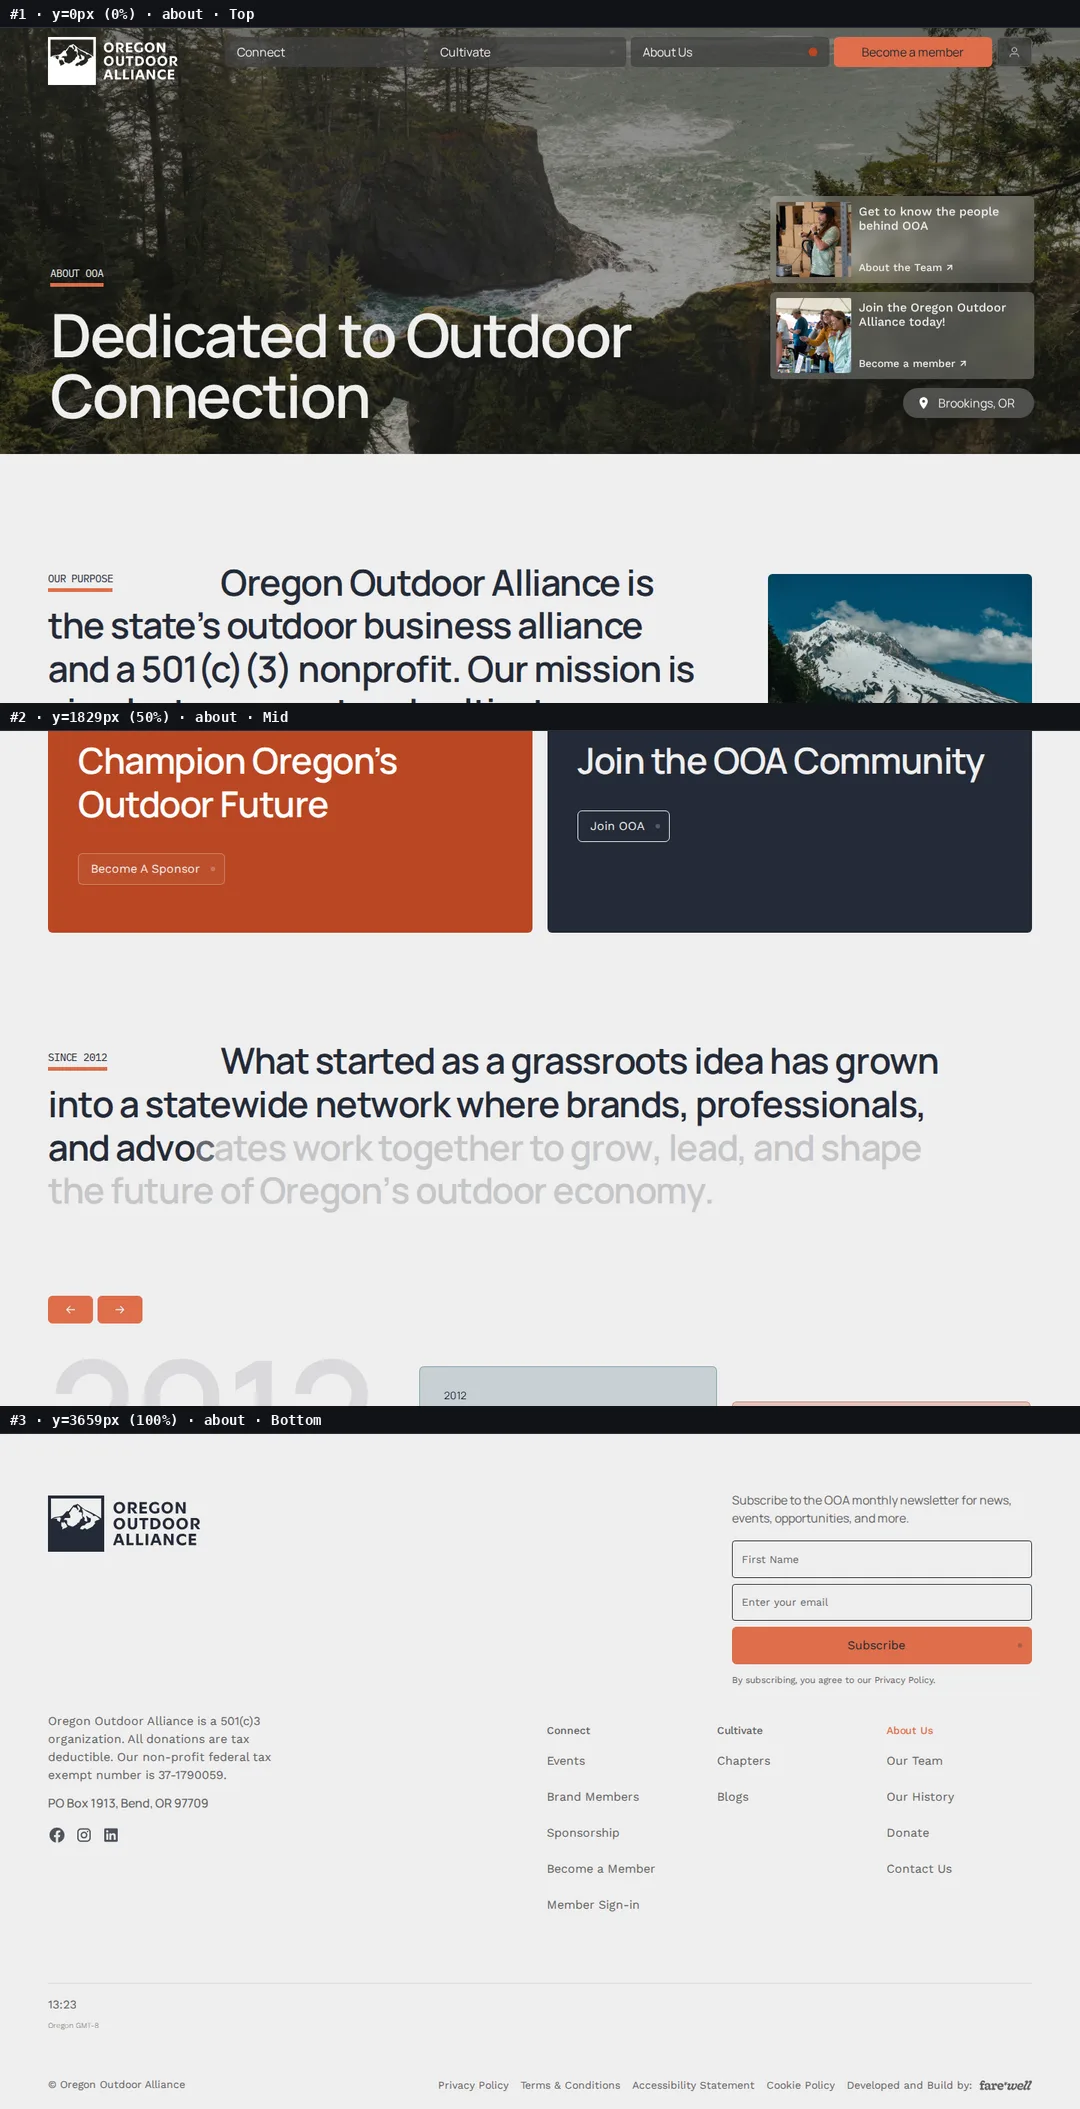 #1 · y=0px (0%) · about · Top
OREGON
OUTDOOR
ALLIANCE
Connect
Cultivate
About Us
Become a member
Get to know the people
behind OOA
About the Team ↗
Join the Oregon Outdoor
Alliance today!
Become a member ↗
Brookings, OR
ABOUT OOA
Dedicated to Outdoor
Connection
OUR PURPOSE
Oregon Outdoor Alliance is
the state’s outdoor business alliance
and a 501(c)(3) nonprofit. Our mission is
#2 · y=1829px (50%) · about · Mid
Champion Oregon’s
Outdoor Future
Become A Sponsor
Join the OOA Community
Join OOA
SINCE 2012
What started as a grassroots idea has grown
into a statewide network where brands, professionals,
and advocates work together to grow, lead, and shape
the future of Oregon’s outdoor economy.
← →
2012
2012
#3 · y=3659px (100%) · about · Bottom
OREGON
OUTDOOR
ALLIANCE
Subscribe to the OOA monthly newsletter for news,
events, opportunities, and more.
First Name
Enter your email
Subscribe
By subscribing, you agree to our Privacy Policy.
Oregon Outdoor Alliance is a 501(c)3
organization. All donations are tax
deductible. Our non-profit federal tax
exempt number is 37-1790059.
PO Box 1913, Bend, OR 97709
Connect
Events
Brand Members
Sponsorship
Become a Member
Member Sign-in
Cultivate
Chapters
Blogs
About Us
Our Team
Our History
Donate
Contact Us
13:23
Oregon GMT-8
© Oregon Outdoor Alliance
Privacy Policy
Terms & Conditions
Accessibility Statement
Cookie Policy
Developed and Build by: fare*well